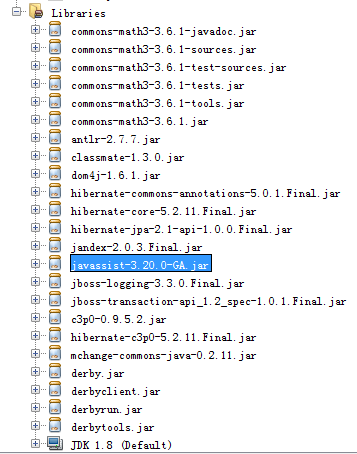 Libraries
commons-math3-3.6.1-javadoc.jar
commons-math3-3.6.1-sources.jar
commons-math3-3.6.1-test-sources.jar
commons-math3-3.6.1-tests.jar
commons-math3-3.6.1-tools.jar
commons-math3-3.6.1.jar
antlr-2.7.7.jar
classmate-1.3.0.jar
dom4j-1.6.1.jar
hibernate-commons-annotations-5.0.1.Final.jar
hibernate-core-5.2.11.Final.jar
hibernate-jpa-2.1-api-1.0.0.Final.jar
jandex-2.0.3.Final.jar
javassist-3.20.0-GA.jar
jboss-logging-3.3.0.Final.jar
jboss-transaction-api_1.2_spec-1.0.1.Final.jar
c3p0-0.9.5.2.jar
hibernate-c3p0-5.2.11.Final.jar
mchange-commons-java-0.2.11.jar
derby.jar
derbyclient.jar
derbyrun.jar
derbytools.jar
JDK 1.8 (Default)